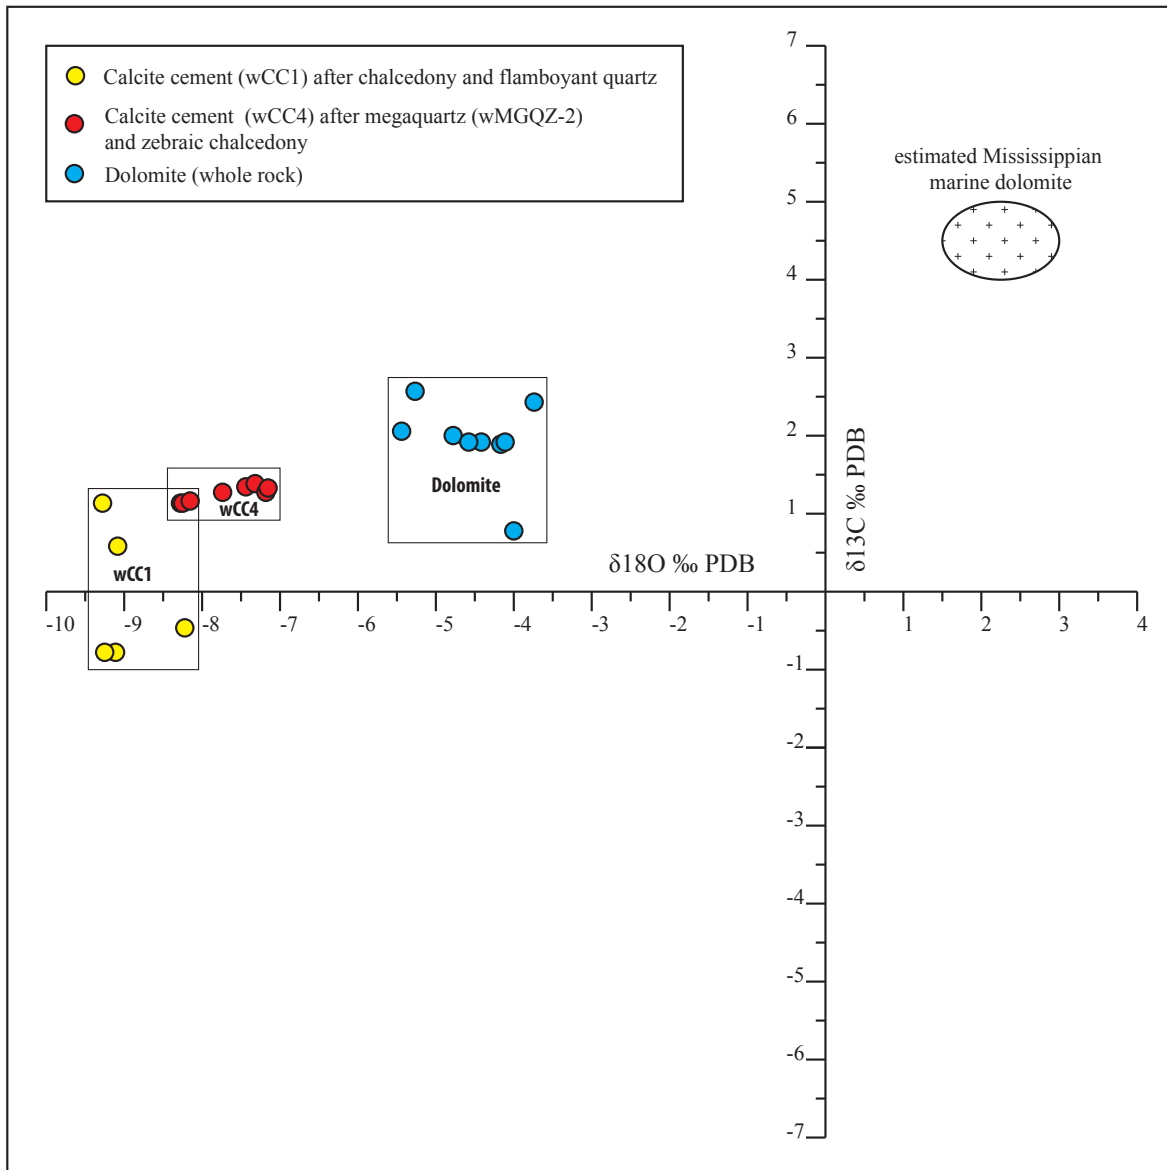 Calcite cement (wCC1) after chalcedony and flamboyant quartz
Calcite cement (wCC4) after megaquartz (wMGQZ-2)
and zebraic chalcedony
Dolomite (whole rock)
estimated Mississippian
marine dolomite
7
6
5
4
3
2
1
δ13C ‰ PDB
Dolomite
wCC4
wCC1
δ18O ‰ PDB
-10 -9 -8 -7 -6 -5 -4 -3 -2 -1 1 2 3 4
-1
-2
-3
-4
-5
-6
-7